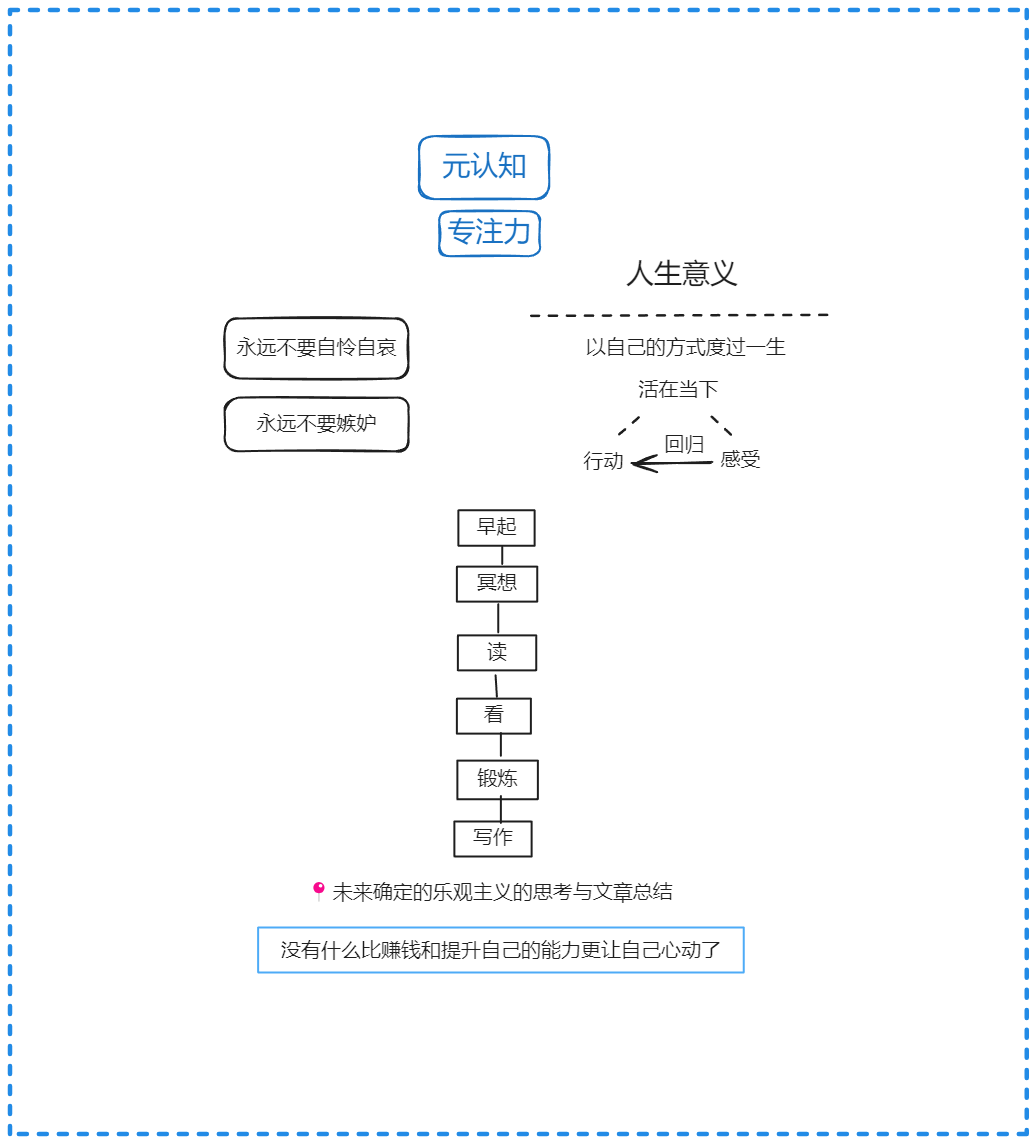 元认知
专注力
人生意义
永远不要自怜自哀
以自己的方式度过一生
活在当下
永远不要嫉妒
回归
行动
感受
早起
冥想
读
看
锻炼
写作
未来确定的乐观主义的思考与文章总结
没有什么比赚钱和提升自己的能力更让自己心动了